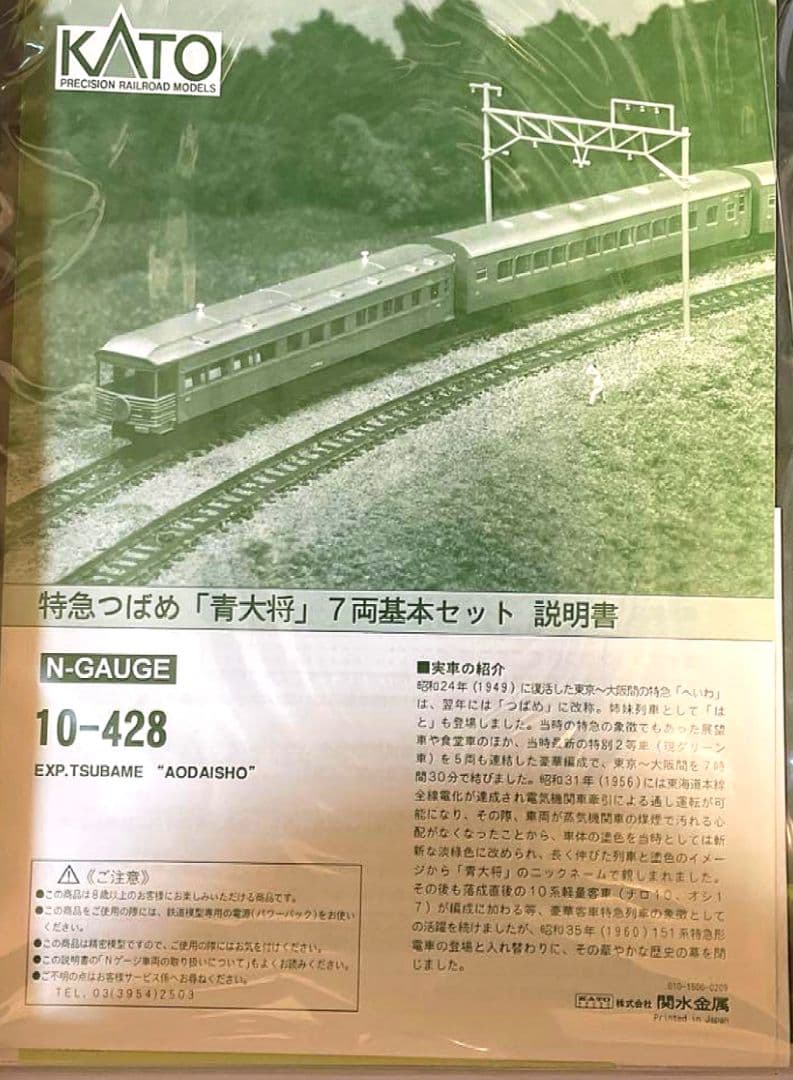 KATO
PRECISION RAILROAD MODELS
特急つばめ「青大将」7両基本セット 説明書
N-GAUGE
10-428
EXP.TSUBAME “AODAISHO”
■実車の紹介
昭和24年(1949)に復活した東京～大阪間の特急「へいわ」
は、翌年には「つばめ」に改称。姉妹列車として「は
と」も登場しました。当時の特急の象徴でもあった展望
車や食堂車のほか、当時最新の特別2等車(現グリーン
車)を5両も連結した豪華編成で、東京～大阪間を7時
間30分で結びました。昭和31年(1956)には東海道本線
全線電化が達成され電気機関車牽引による通し運転が可
能になり、その際、車両が蒸気機関車の煤煙で汚れる心
配がなくなったことから、車体の塗色を当時としては斬
新な淡緑色に改められ、長く伸びた列車と塗色のイメー
ジから「青大将」のニックネームで親しまれました。
その後も落成直後の10系軽量客車(ナロ10、オシ1
7)が編成に加わる等、豪華客車特急列車の象徴として
の活躍を続けましたが、昭和35年(1960)151系特急形
電車の登場と入れ替わりに、その華やかな歴史の幕を閉
じました。
⚠《ご注意》
●この商品は8歳以上のお客様にお楽しみいただける商品です。
●この商品をご使用の際には、鉄道模型専用の電源(パワーパック)をお使い
ください。
●この商品は精密模型ですので、ご使用の際にはお気を付けください。
●この説明書の「Nゲージ車両の取り扱いについて」もよくお読みください。
●ご不明の点はお客様サービス係へお尋ねください。
TEL. 03(3954)2503
010-1506-0209
KATO 株式会社 関水金属
Printed in Japan